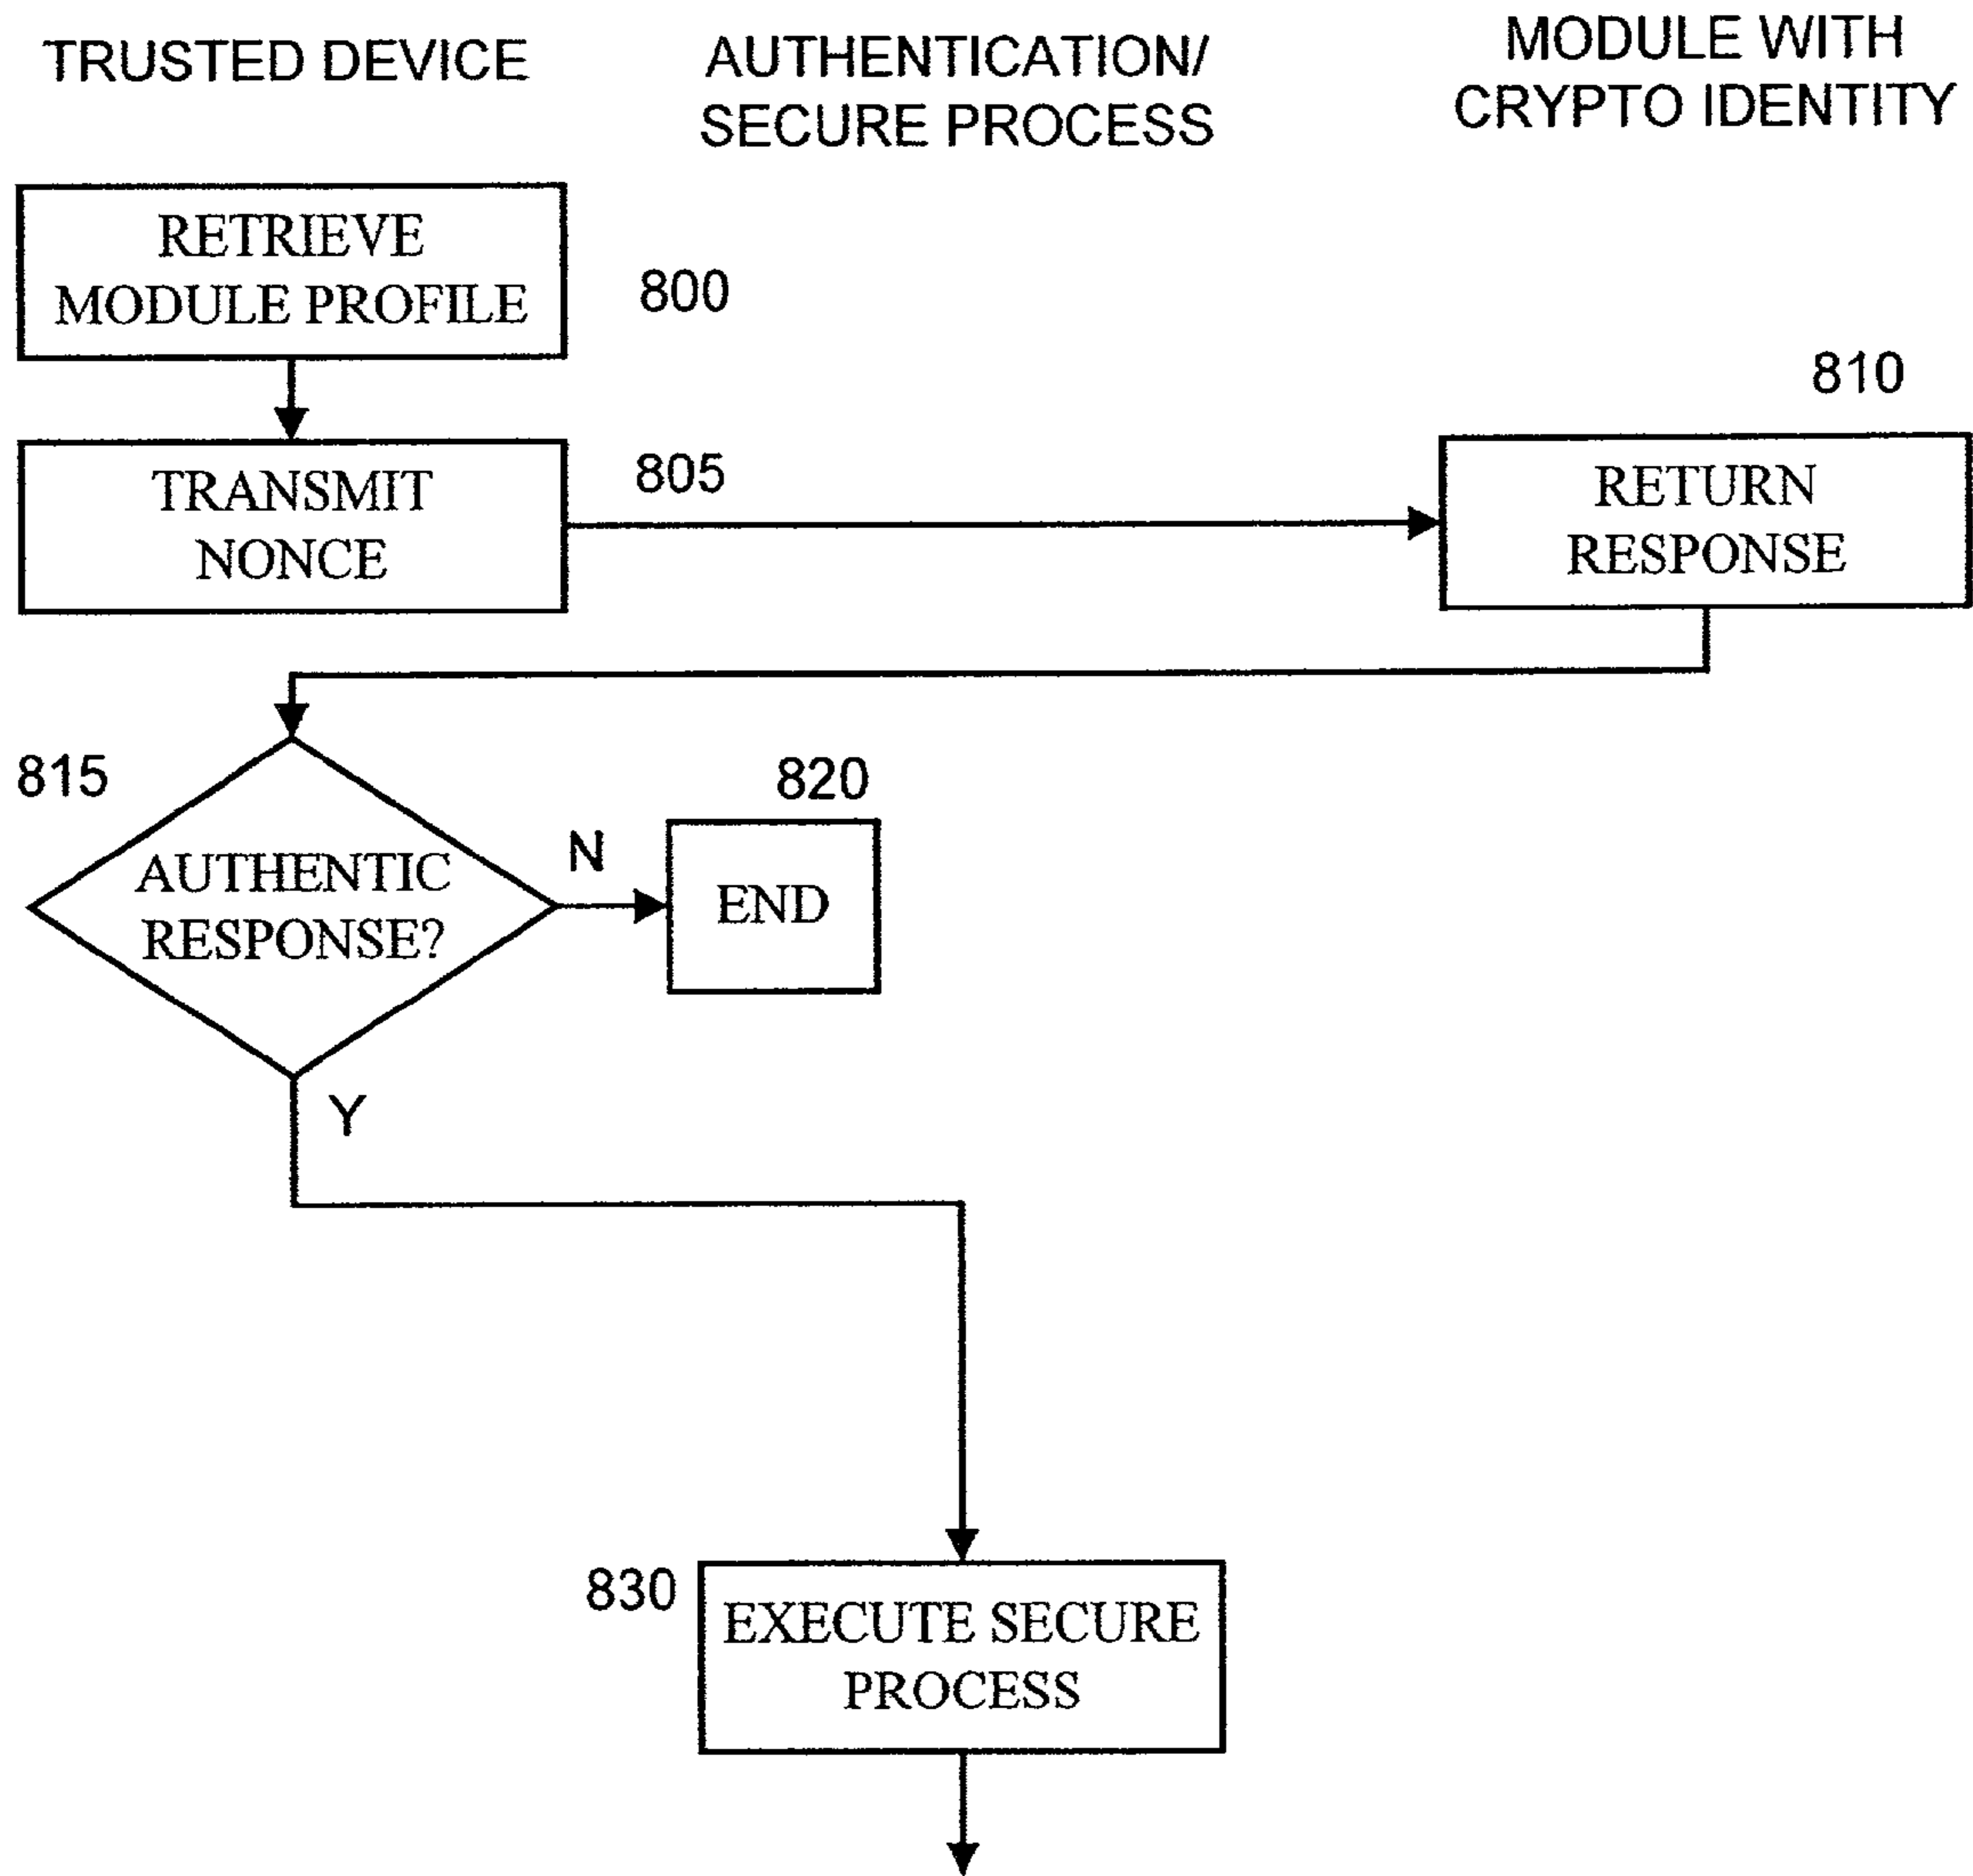 TRUSTED DEVICE
AUTHENTICATION/
SECURE PROCESS
MODULE WITH
CRYPTO IDENTITY
RETRIEVE
MODULE PROFILE
800
810
TRANSMIT
NONCE
805
RETURN
RESPONSE
815
820
AUTHENTIC
RESPONSE?
N
END
Y
830
EXECUTE SECURE
PROCESS